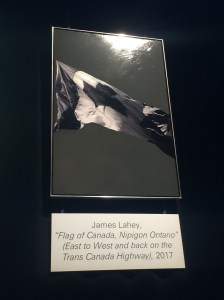 James Lahey,
"Flag of Canada, Nipigon Ontario"
(East to West and back on the
Trans Canada Highway), 2017